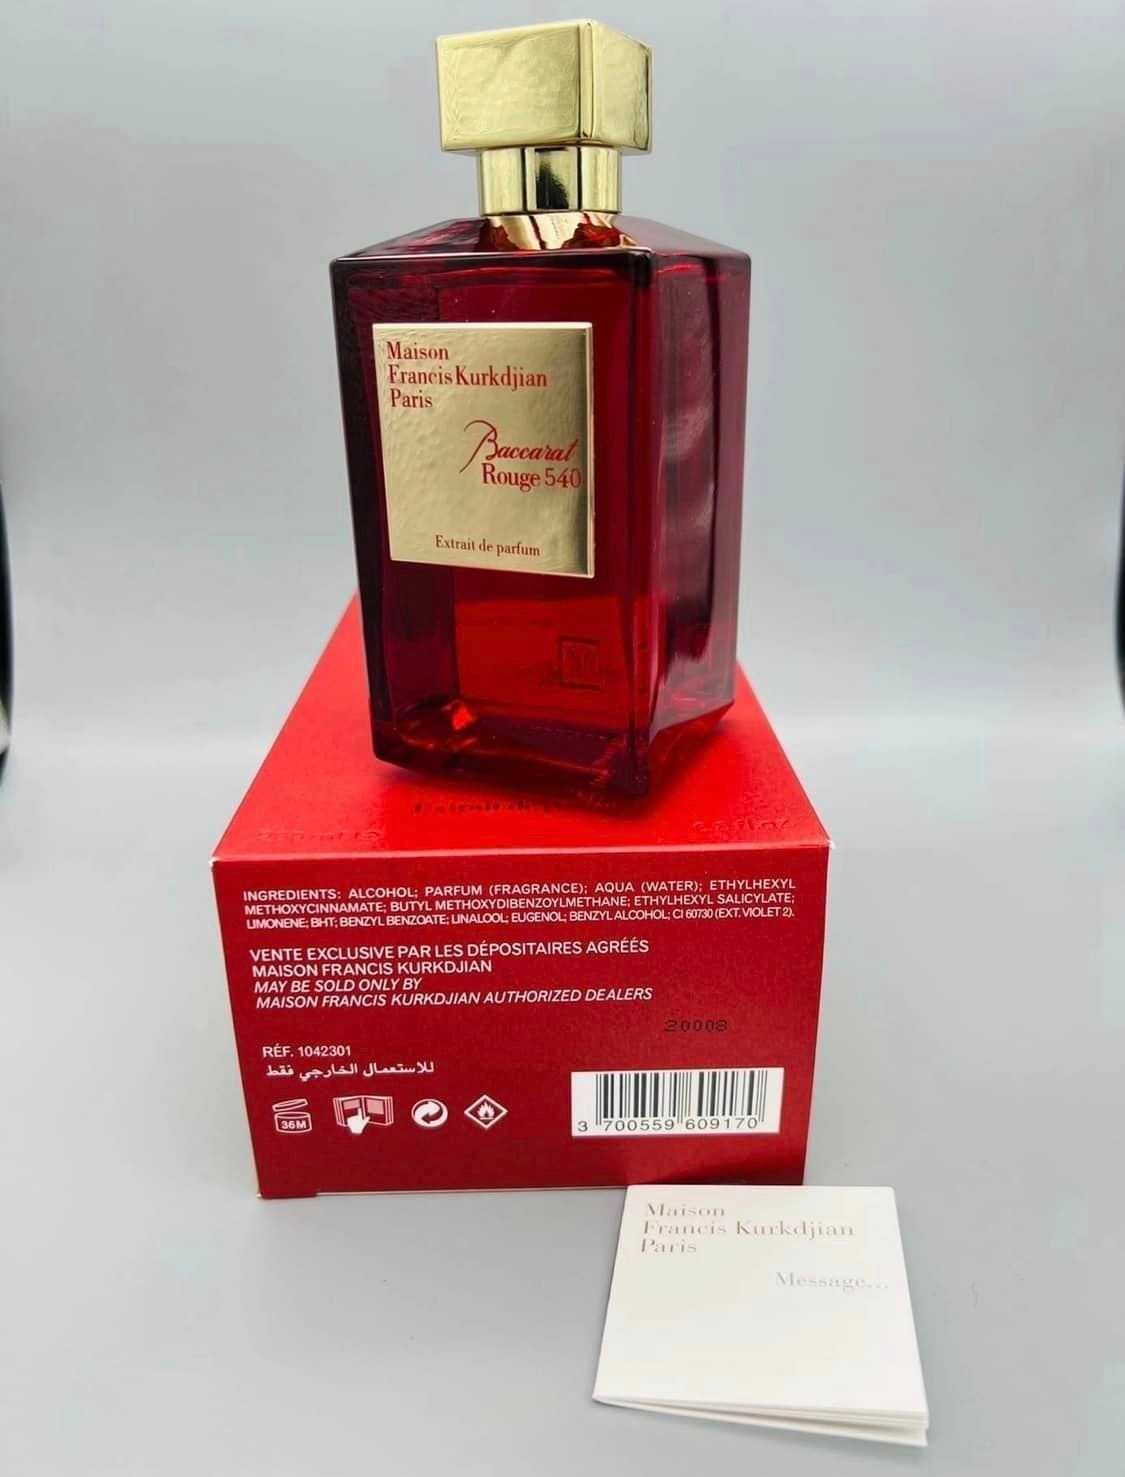 Maison
Francis Kurkdjian
Paris
Baccarat
Rouge 540
Extrait de parfum
Extrait de
INGREDIENTS: ALCOHOL; PARFUM (FRAGRANCE); AQUA (WATER); ETHYLHEXYL
METHOXYCINNAMATE; BUTYL METHOXYDIBENZOYLMETHANE; ETHYLHEXYL SALICYLATE;
LIMONENE; BHT; BENZYL BENZOATE; LINALOOL; EUGENOL; BENZYL ALCOHOL; CI 60730 (EXT. VIOLET 2).
VENTE EXCLUSIVE PAR LES DÉPOSITAIRES AGRÉÉS
MAISON FRANCIS KURKDJIAN
MAY BE SOLD ONLY BY
MAISON FRANCIS KURKDJIAN AUTHORIZED DEALERS
20008
RÉF. 1042301
للاستعمال الخارجي فقط
36M
3 700559 609170
Maison
Francis Kurkdjian
Paris
Message...